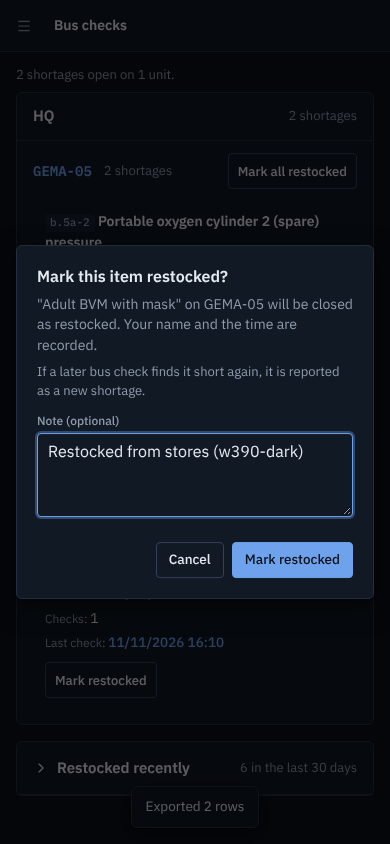 Bus checks
2 shortages open on 1 unit.
HQ 2 shortages
GEMA-05 2 shortages Mark all restocked
b.5a-2 Portable oxygen cylinder 2 (spare)
pressure
Mark this item restocked?
"Adult BVM with mask" on GEMA-05 will be closed
as restocked. Your name and the time are
recorded.
If a later bus check finds it short again, it is reported
as a new shortage.
Note (optional)
Restocked from stores (w390-dark)
Cancel Mark restocked
Checks: 1
Last check: 11/11/2026 16:10
Mark restocked
Restocked recently 6 in the last 30 days
Exported 2 rows